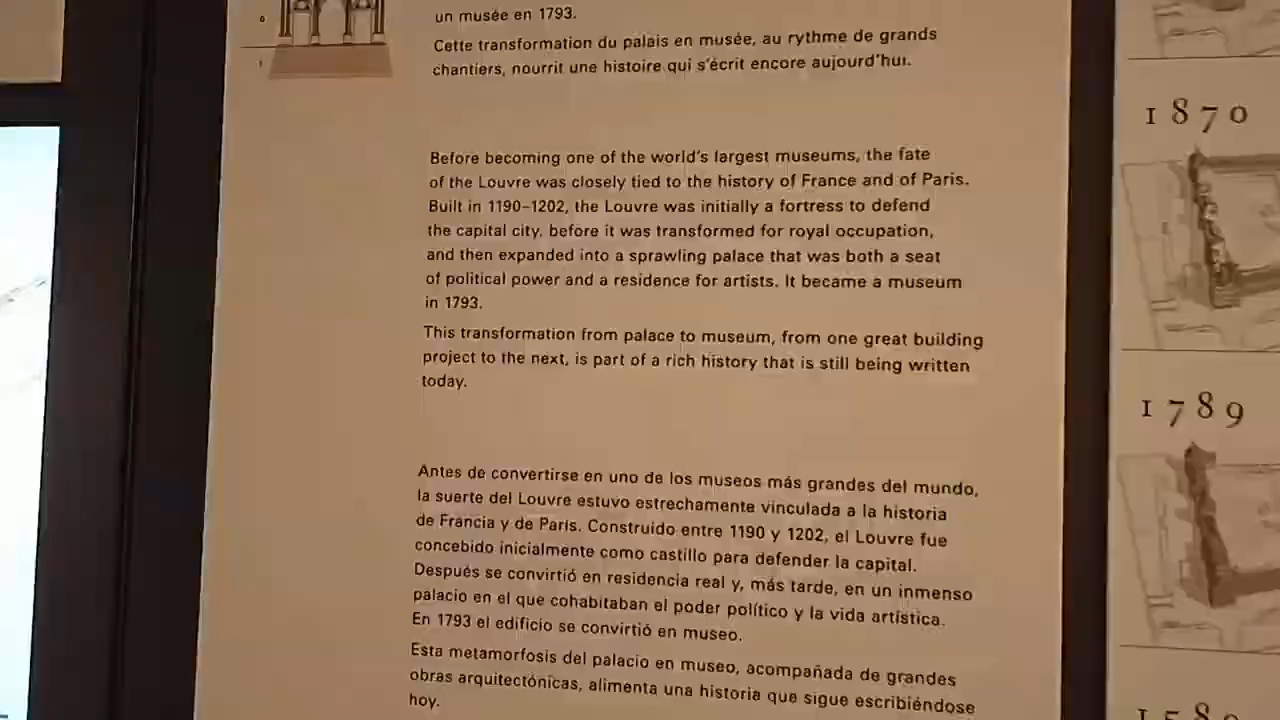 un musée en 1793.
Cette transformation du palais en musée, au rythme de grands
chantiers, nourrit une histoire qui s'écrit encore aujourd'hui.
Before becoming one of the world's largest museums, the fate
of the Louvre was closely tied to the history of France and of Paris.
Built in 1190–1202, the Louvre was initially a fortress to defend
the capital city, before it was transformed for royal occupation,
and then expanded into a sprawling palace that was both a seat
of political power and a residence for artists. It became a museum
in 1793.
This transformation from palace to museum, from one great building
project to the next, is part of a rich history that is still being written
today.
Antes de convertirse en uno de los museos más grandes del mundo,
la suerte del Louvre estuvo estrechamente vinculada a la historia
de Francia y de París. Construido entre 1190 y 1202, el Louvre fue
concebido inicialmente como castillo para defender la capital.
Después se convirtió en residencia real y, más tarde, en un inmenso
palacio en el que cohabitaban el poder político y la vida artística.
En 1793 el edificio se convirtió en museo.
Esta metamorfosis del palacio en museo, acompañada de grandes
obras arquitectónicas, alimenta una historia que sigue escribiéndose
hoy.
1870
1789